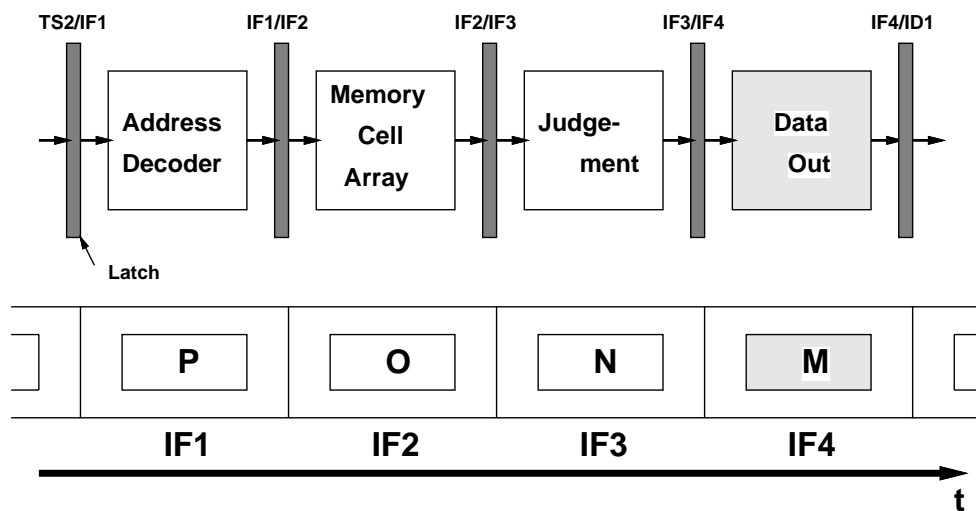 TS2/IF1
IF1/IF2
IF2/IF3
IF3/IF4
IF4/ID1
Address
Decoder
Memory
Cell
Array
Judge-
ment
Data
Out
Latch
P
O
N
M
IF1
IF2
IF3
IF4
t